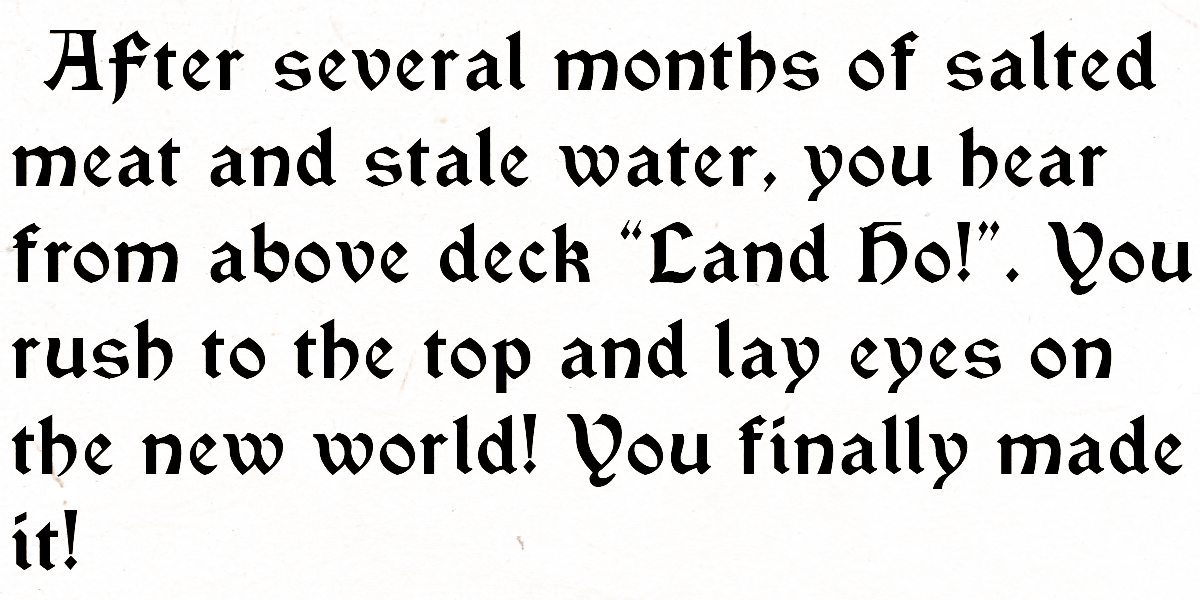 After several months of salted
meat and stale water, you hear
from above deck “Land Ho!”. You
rush to the top and lay eyes on
the new world! You finally made
it!